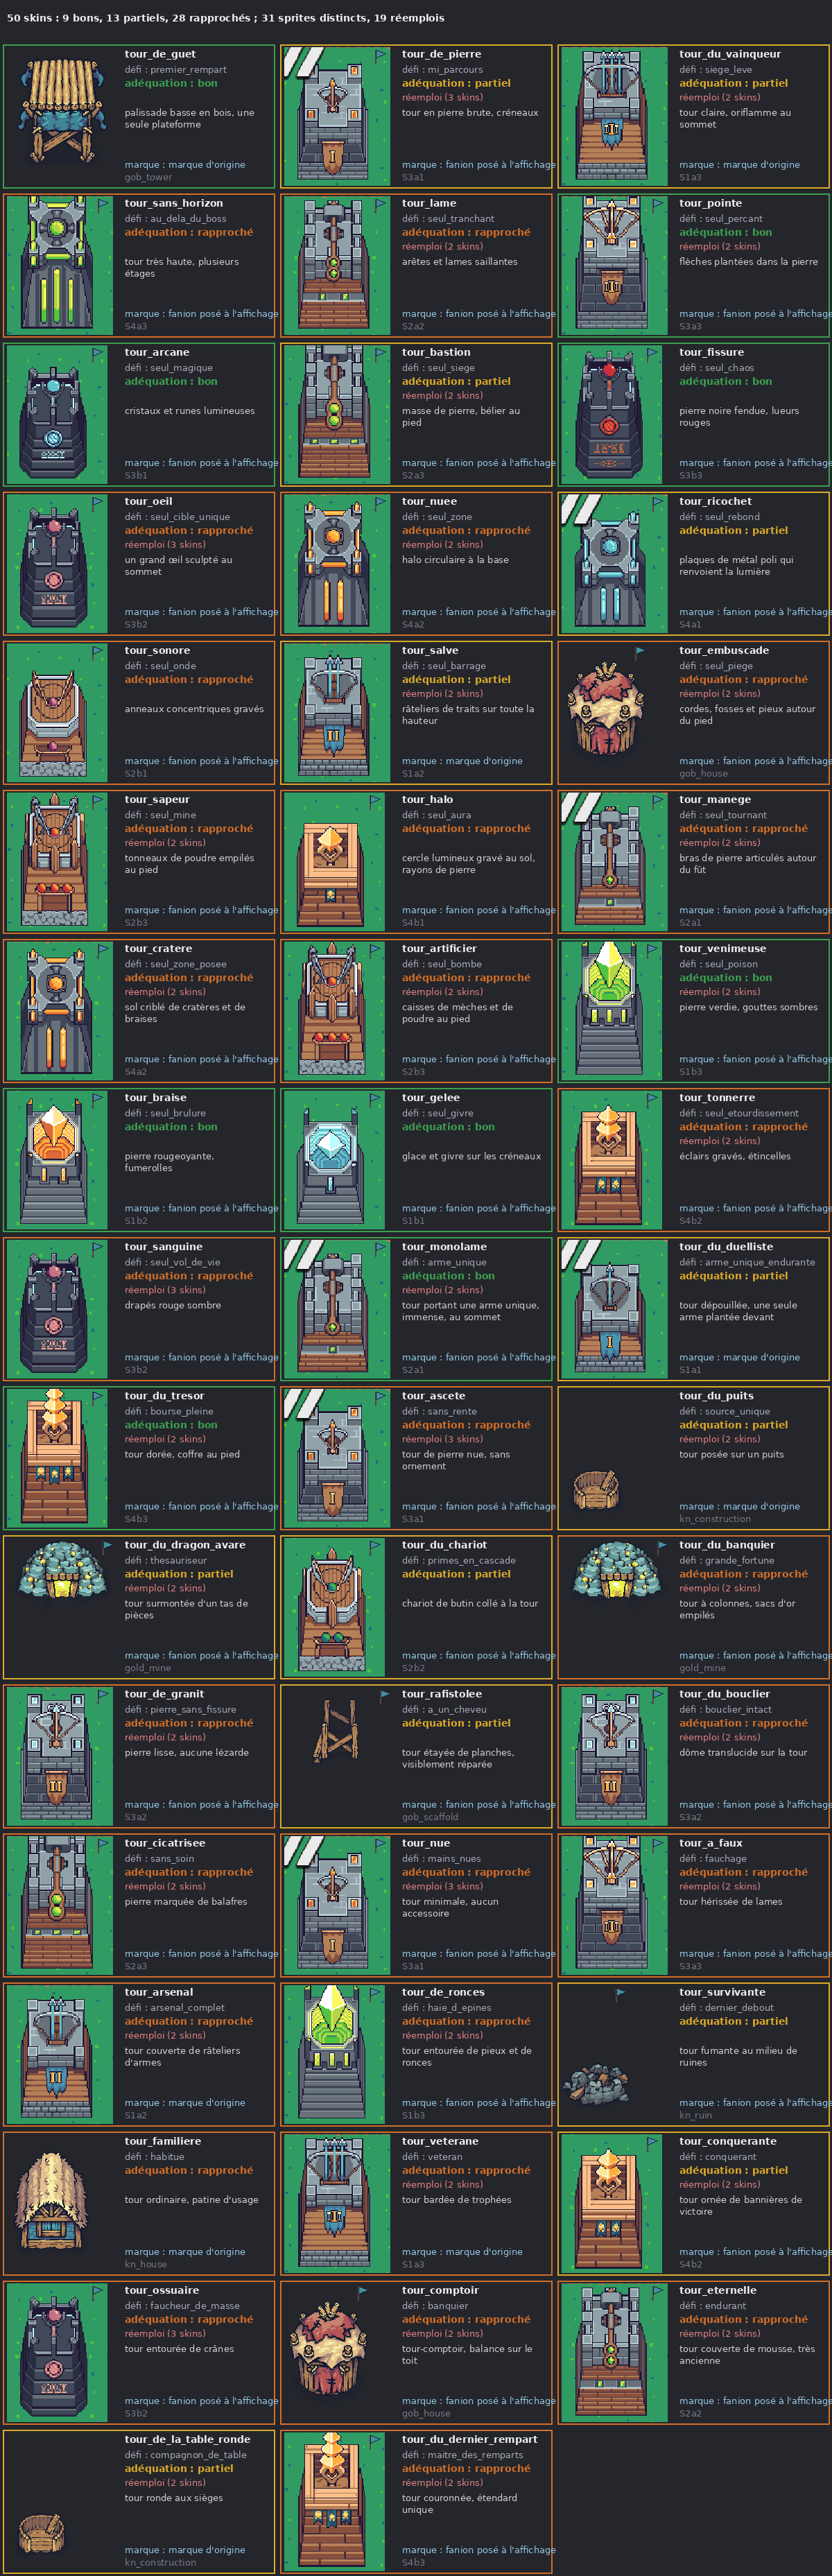 50 skins : 9 bons, 13 partiels, 28 rapprochés ; 31 sprites distincts, 19 réemplois
tour_de_guet
défi : premier_rempart
adéquation : bon
palissade basse en bois, une
seule plateforme
marque : marque d'origine
gob_tower
tour_de_pierre
défi : mi_parcours
adéquation : partiel
réemploi (3 skins)
tour en pierre brute, créneaux
marque : fanion posé à l'affichage
S3a1
tour_du_vainqueur
défi : siege_leve
adéquation : partiel
réemploi (2 skins)
tour claire, oriflamme au
sommet
marque : marque d'origine
S1a3
tour_sans_horizon
défi : au_dela_du_boss
adéquation : rapproché
tour très haute, plusieurs
étages
marque : fanion posé à l'affichage
S4a3
tour_lame
défi : seul_tranchant
adéquation : rapproché
réemploi (2 skins)
arêtes et lames saillantes
marque : fanion posé à l'affichage
S2a2
tour_pointe
défi : seul_percant
adéquation : bon
réemploi (2 skins)
flèches plantées dans la pierre
marque : fanion posé à l'affichage
S3a3
tour_arcane
défi : seul_magique
adéquation : bon
cristaux et runes lumineuses
marque : fanion posé à l'affichage
S3b1
tour_bastion
défi : seul_siege
adéquation : partiel
réemploi (2 skins)
masse de pierre, bélier au
pied
marque : fanion posé à l'affichage
S2a3
tour_fissure
défi : seul_chaos
adéquation : bon
pierre noire fendue, lueurs
rouges
marque : fanion posé à l'affichage
S3b3
tour_oeil
défi : seul_cible_unique
adéquation : rapproché
réemploi (3 skins)
un grand œil sculpté au
sommet
marque : fanion posé à l'affichage
S3b2
tour_nuee
défi : seul_zone
adéquation : rapproché
réemploi (2 skins)
halo circulaire à la base
marque : fanion posé à l'affichage
S4a2
tour_ricochet
défi : seul_rebond
adéquation : partiel
plaques de métal poli qui
renvoient la lumière
marque : fanion posé à l'affichage
S4a1
tour_sonore
défi : seul_onde
adéquation : rapproché
anneaux concentriques gravés
marque : fanion posé à l'affichage
S2b1
tour_salve
défi : seul_barrage
adéquation : partiel
réemploi (2 skins)
râteliers de traits sur toute la
hauteur
marque : marque d'origine
S1a2
tour_embuscade
défi : seul_piege
adéquation : rapproché
réemploi (2 skins)
cordes, fosses et pieux autour
du pied
marque : fanion posé à l'affichage
gob_house
tour_sapeur
défi : seul_mine
adéquation : rapproché
réemploi (2 skins)
tonneaux de poudre empilés
au pied
marque : fanion posé à l'affichage
S2b3
tour_halo
défi : seul_aura
adéquation : rapproché
cercle lumineux gravé au sol,
rayons de pierre
marque : fanion posé à l'affichage
S4b1
tour_manege
défi : seul_tournant
adéquation : rapproché
réemploi (2 skins)
bras de pierre articulés autour
du fût
marque : fanion posé à l'affichage
S2a1
tour_cratere
défi : seul_zone_posee
adéquation : rapproché
réemploi (2 skins)
sol criblé de cratères et de
braises
marque : fanion posé à l'affichage
S4a2
tour_artificier
défi : seul_bombe
adéquation : rapproché
réemploi (2 skins)
caisses de mèches et de
poudre au pied
marque : fanion posé à l'affichage
S2b3
tour_venimeuse
défi : seul_poison
adéquation : bon
réemploi (2 skins)
pierre verdie, gouttes sombres
marque : fanion posé à l'affichage
S1b3
tour_braise
défi : seul_brulure
adéquation : bon
pierre rougeoyante,
fumerolles
marque : fanion posé à l'affichage
S1b2
tour_gelee
défi : seul_givre
adéquation : bon
glace et givre sur les créneaux
marque : fanion posé à l'affichage
S1b1
tour_tonnerre
défi : seul_etourdissement
adéquation : rapproché
réemploi (2 skins)
éclairs gravés, étincelles
marque : fanion posé à l'affichage
S4b2
tour_sanguine
défi : seul_vol_de_vie
adéquation : rapproché
réemploi (3 skins)
drapés rouge sombre
marque : fanion posé à l'affichage
S3b2
tour_monolame
défi : arme_unique
adéquation : bon
réemploi (2 skins)
tour portant une arme unique,
immense, au sommet
marque : fanion posé à l'affichage
S2a1
tour_du_duelliste
défi : arme_unique_endurante
adéquation : partiel
tour dépouillée, une seule
arme plantée devant
marque : marque d'origine
S1a1
tour_du_tresor
défi : bourse_pleine
adéquation : bon
réemploi (2 skins)
tour dorée, coffre au pied
marque : fanion posé à l'affichage
S4b3
tour_ascete
défi : sans_rente
adéquation : rapproché
réemploi (3 skins)
tour de pierre nue, sans
ornement
marque : fanion posé à l'affichage
S3a1
tour_du_puits
défi : source_unique
adéquation : partiel
réemploi (2 skins)
tour posée sur un puits
marque : marque d'origine
kn_construction
tour_du_dragon_avare
défi : thesauriseur
adéquation : partiel
réemploi (2 skins)
tour surmontée d'un tas de
pièces
marque : fanion posé à l'affichage
gold_mine
tour_du_chariot
défi : primes_en_cascade
adéquation : partiel
chariot de butin collé à la tour
marque : fanion posé à l'affichage
S2b2
tour_du_banquier
défi : grande_fortune
adéquation : rapproché
réemploi (2 skins)
tour à colonnes, sacs d'or
empilés
marque : fanion posé à l'affichage
gold_mine
tour_de_granit
défi : pierre_sans_fissure
adéquation : rapproché
réemploi (2 skins)
pierre lisse, aucune lézarde
marque : fanion posé à l'affichage
S3a2
tour_rafistolee
défi : a_un_cheveu
adéquation : partiel
tour étayée de planches,
visiblement réparée
marque : fanion posé à l'affichage
gob_scaffold
tour_du_bouclier
défi : bouclier_intact
adéquation : rapproché
réemploi (2 skins)
dôme translucide sur la tour
marque : fanion posé à l'affichage
S3a2
tour_cicatrisee
défi : sans_soin
adéquation : rapproché
réemploi (2 skins)
pierre marquée de balafres
marque : fanion posé à l'affichage
S2a3
tour_nue
défi : mains_nues
adéquation : rapproché
réemploi (3 skins)
tour minimale, aucun
accessoire
marque : fanion posé à l'affichage
S3a1
tour_a_faux
défi : fauchage
adéquation : rapproché
réemploi (2 skins)
tour hérissée de lames
marque : fanion posé à l'affichage
S3a3
tour_arsenal
défi : arsenal_complet
adéquation : rapproché
réemploi (2 skins)
tour couverte de râteliers
d'armes
marque : marque d'origine
S1a2
tour_de_ronces
défi : haie_d_epines
adéquation : rapproché
réemploi (2 skins)
tour entourée de pieux et de
ronces
marque : fanion posé à l'affichage
S1b3
tour_survivante
défi : dernier_debout
adéquation : partiel
tour fumante au milieu de
ruines
marque : fanion posé à l'affichage
kn_ruin
tour_familiere
défi : habitue
adéquation : rapproché
tour ordinaire, patine d'usage
marque : marque d'origine
kn_house
tour_veterane
défi : veteran
adéquation : rapproché
réemploi (2 skins)
tour bardée de trophées
marque : marque d'origine
S1a3
tour_conquerante
défi : conquerant
adéquation : partiel
réemploi (2 skins)
tour ornée de bannières de
victoire
marque : fanion posé à l'affichage
S4b2
tour_ossuaire
défi : faucheur_de_masse
adéquation : rapproché
réemploi (3 skins)
tour entourée de crânes
marque : fanion posé à l'affichage
S3b2
tour_comptoir
défi : banquier
adéquation : rapproché
réemploi (2 skins)
tour-comptoir, balance sur le
toit
marque : fanion posé à l'affichage
gob_house
tour_eternelle
défi : endurant
adéquation : rapproché
réemploi (2 skins)
tour couverte de mousse, très
ancienne
marque : fanion posé à l'affichage
S2a2
tour_de_la_table_ronde
défi : compagnon_de_table
adéquation : partiel
réemploi (2 skins)
tour ronde aux sièges
marque : marque d'origine
kn_construction
tour_du_dernier_rempart
défi : maitre_des_remparts
adéquation : rapproché
réemploi (2 skins)
tour couronnée, étendard
unique
marque : fanion posé à l'affichage
S4b3